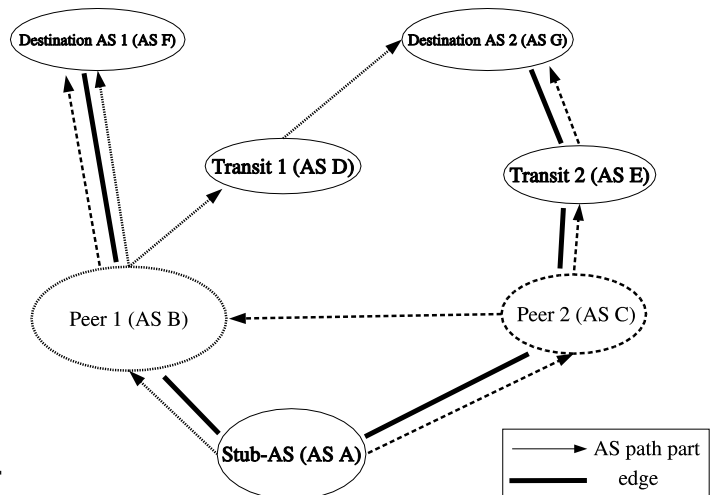 Destination AS 1 (AS F)
Destination AS 2 (AS G)
Transit 1 (AS D)
Transit 2 (AS E)
Peer 1 (AS B)
Peer 2 (AS C)
Stub-AS (AS A)
AS path part
edge